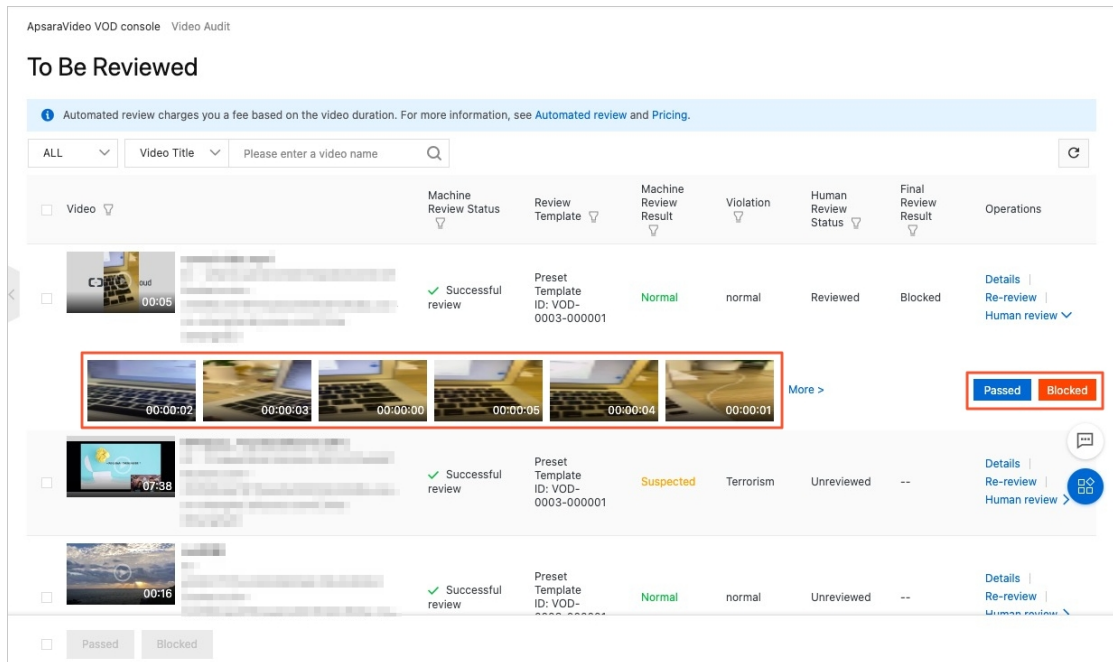 ApsaraVideo VOD console Video Audit
To Be Reviewed
Automated review charges you a fee based on the video duration. For more information, see Automated review and Pricing.
ALL Video Title Please enter a video name
Video
Machine
Review Status
Review
Template
Machine
Review
Result
Violation
Human
Review
Status
Final
Review
Result
Operations
oud
00:05
Successful
review
Preset
Template
ID: VOD-
0003-000001
Normal
normal
Reviewed
Blocked
Details
Re-review
Human review
00:00:02 00:00:03 00:00:00 00:00:05 00:00:04 00:00:01 More >
Passed Blocked
07:38
Successful
review
Preset
Template
ID: VOD-
0003-000001
Suspected
Terrorism
Unreviewed
--
Details
Re-review
Human review
00:16
Successful
review
Preset
Template
ID: VOD-
Normal
normal
Unreviewed
--
Details
Re-review
Human review
Passed Blocked